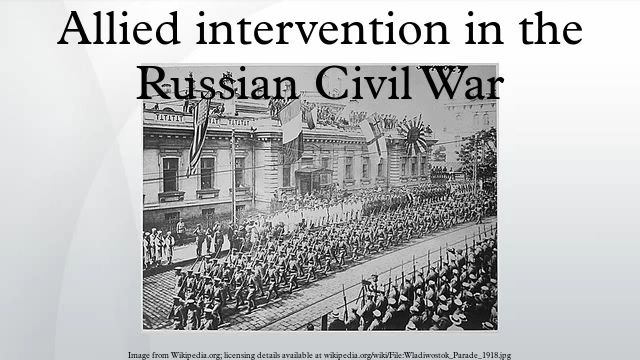 Allied intervention in the
Russian Civil War
Image from Wikipedia.org; licensing details available at wikipedia.org/wiki/File:Wladiwostok_Parade_1918.jpg